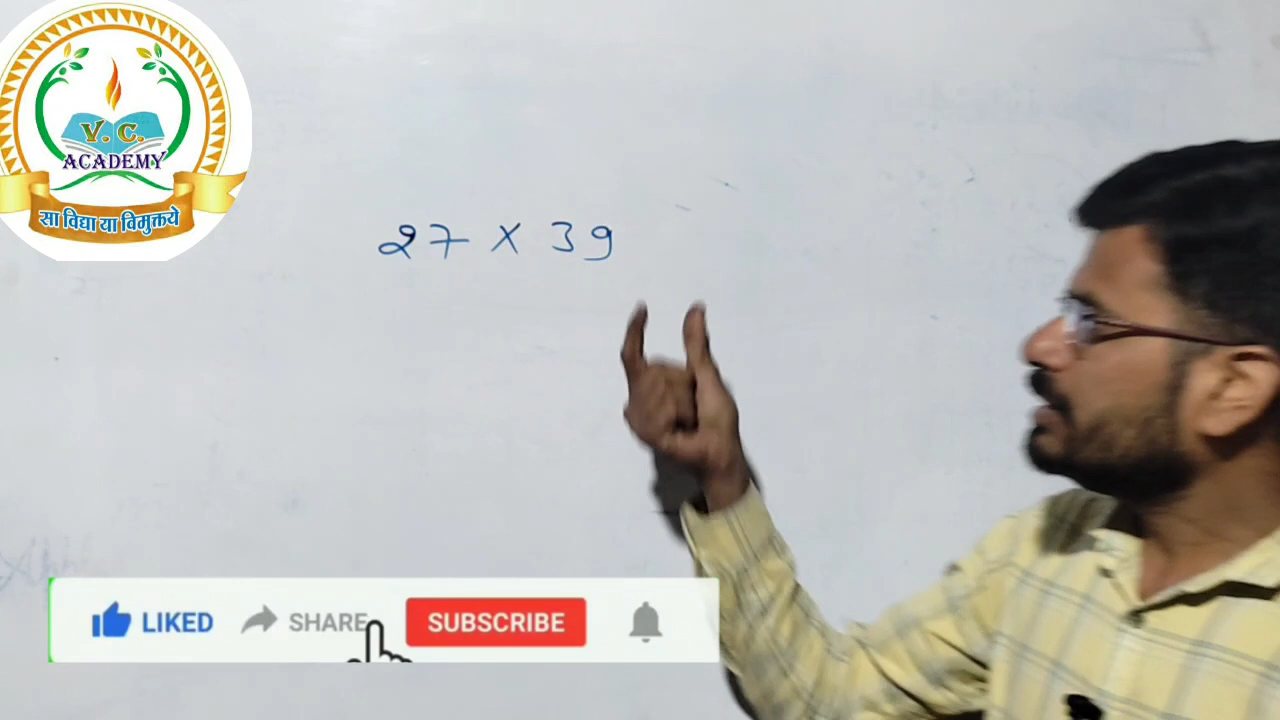 V. C.
ACADEMY
सा विद्या या विमुक्तये
27 x 39
LIKED SHARE SUBSCRIBE